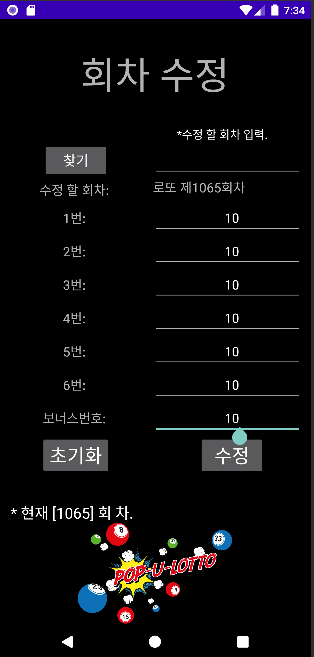 7:34
회차 수정
*수정 할 회차 입력.
찾기
수정 할 회차: 로또 제1065회차
1번: 10
2번: 10
3번: 10
4번: 10
5번: 10
6번: 10
보너스번호: 10
초기화 수정
* 현재 [1065] 회 차.
8
23
POP-U-LOTTO